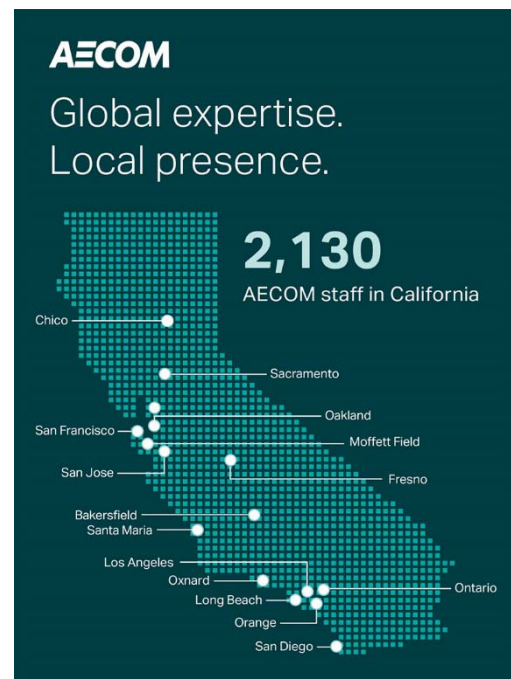 AECOM
Global expertise.
Local presence.
2,130
AECOM staff in California
Chico
Sacramento
Oakland
San Francisco
Moffett Field
San Jose
Fresno
Bakersfield
Santa Maria
Los Angeles
Oxnard
Ontario
Long Beach
Orange
San Diego